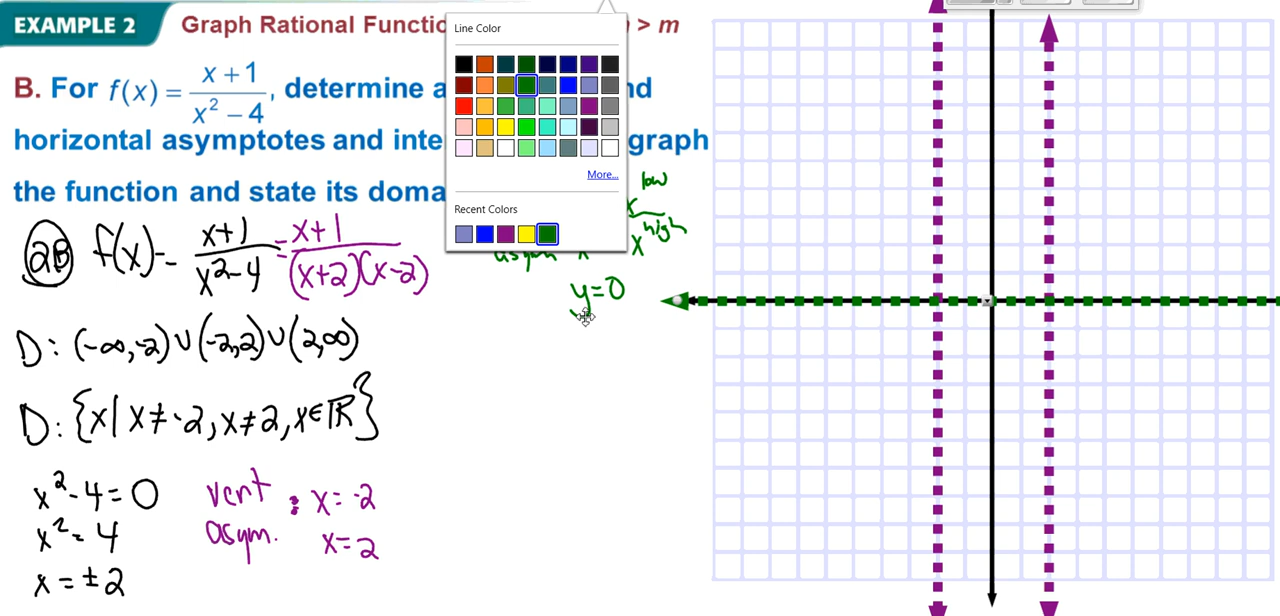 EXAMPLE 2
Graph Rational Functio
> m
Line Color
More...
Recent Colors
B. For f(x) = x + 1 / x² − 4, determine a
nd
horizontal asymptotes and inte
graph
the function and state its doma
low
x
x high
asym
y=0
2B f(x) = x+1 / x²-4 = x+1 / (x+2)(x-2)
D: (-∞,-2) ∪ (-2,2) ∪ (2,∞)
D: {x | x ≠ -2, x ≠ 2, x ∈ ℝ}
x²-4=0
x²=4
x=±2
vert
asym.
: x=-2
x=2